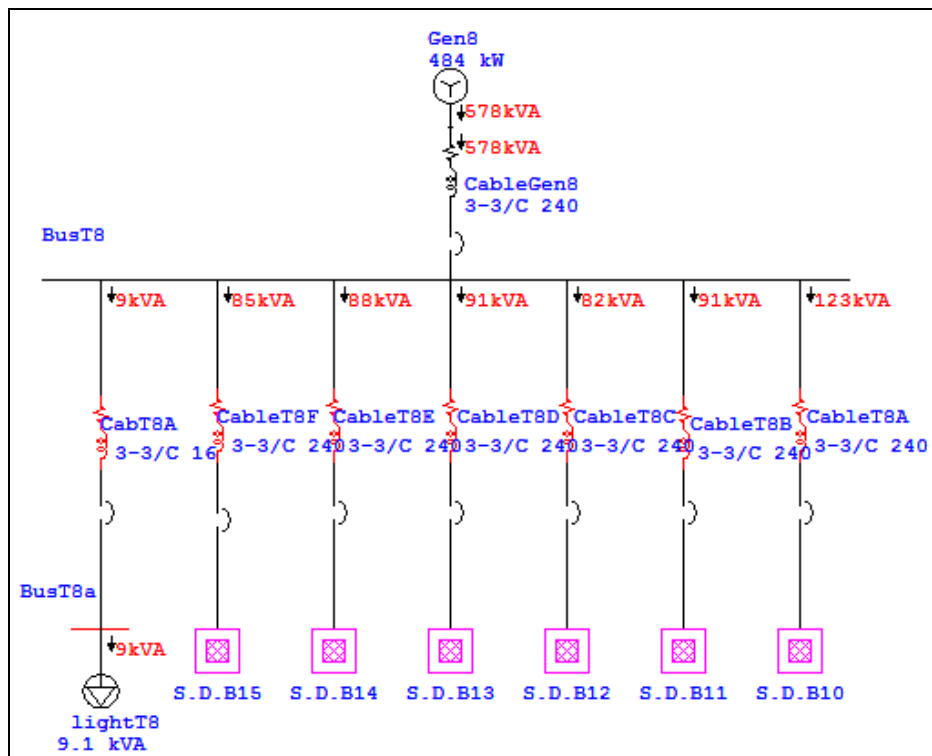 Gen8
484 kW
578kVA
578kVA
CableGen8
3-3/C 240
BusT8
9kVA 85kVA 88kVA 91kVA 82kVA 91kVA 123kVA
CabT8A CableT8F CableT8E CableT8D CableT8C CableT8B CableT8A
3-3/C 16 3-3/C 240 3-3/C 240 3-3/C 240 3-3/C 240 3-3/C 240 3-3/C 240
BusT8a
9kVA
S.D.B15 S.D.B14 S.D.B13 S.D.B12 S.D.B11 S.D.B10
lightT8
9.1 kVA